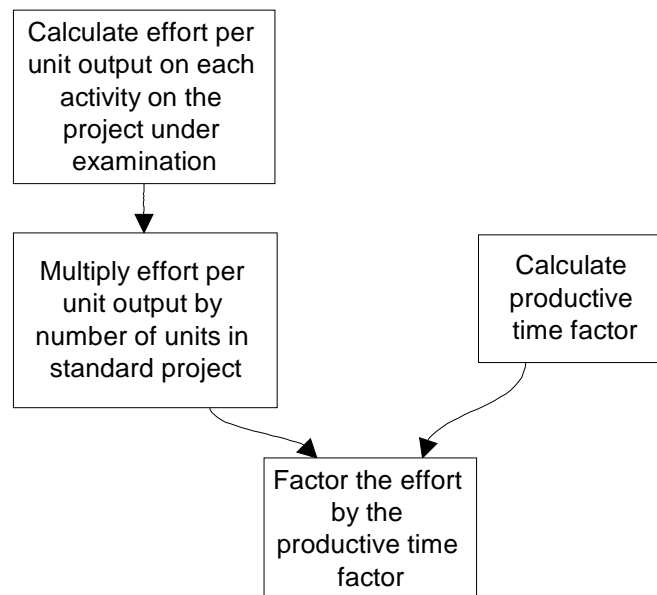 Calculate effort per
unit output on each
activity on the
project under
examination
Multiply effort per
unit output by
number of units in
standard project
Calculate
productive
time factor
Factor the effort
by the
productive time
factor